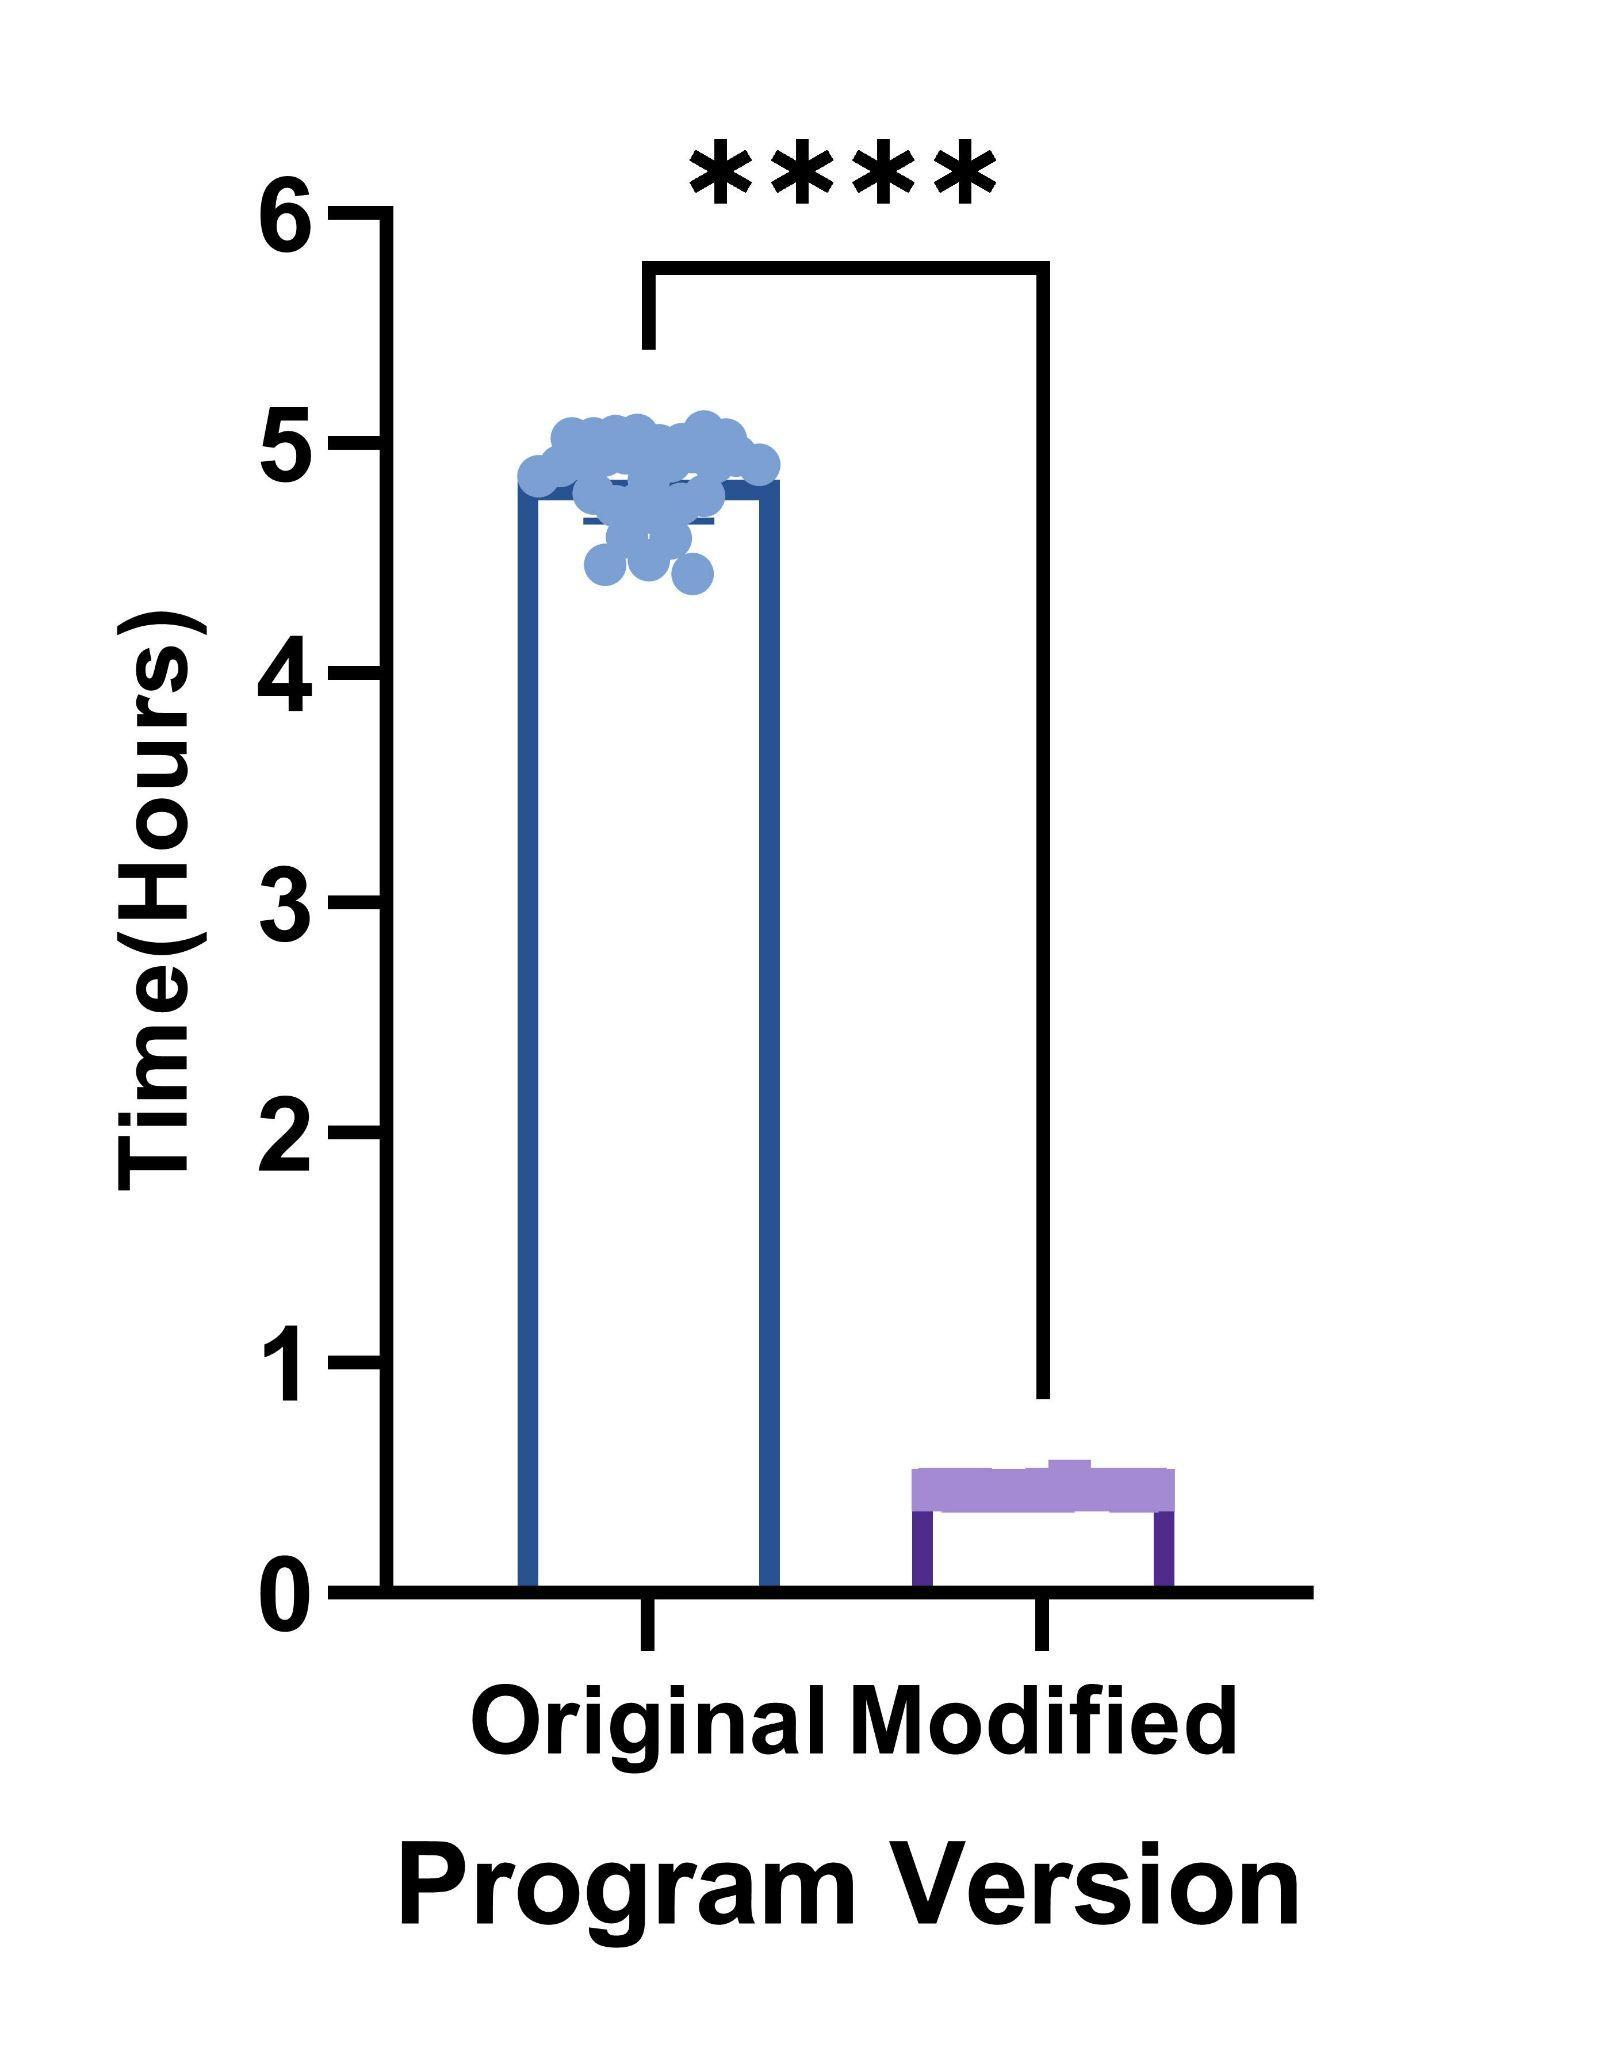 ****
6
5
4
3
2
1
0
Time(Hours)
Original Modified
Program Version